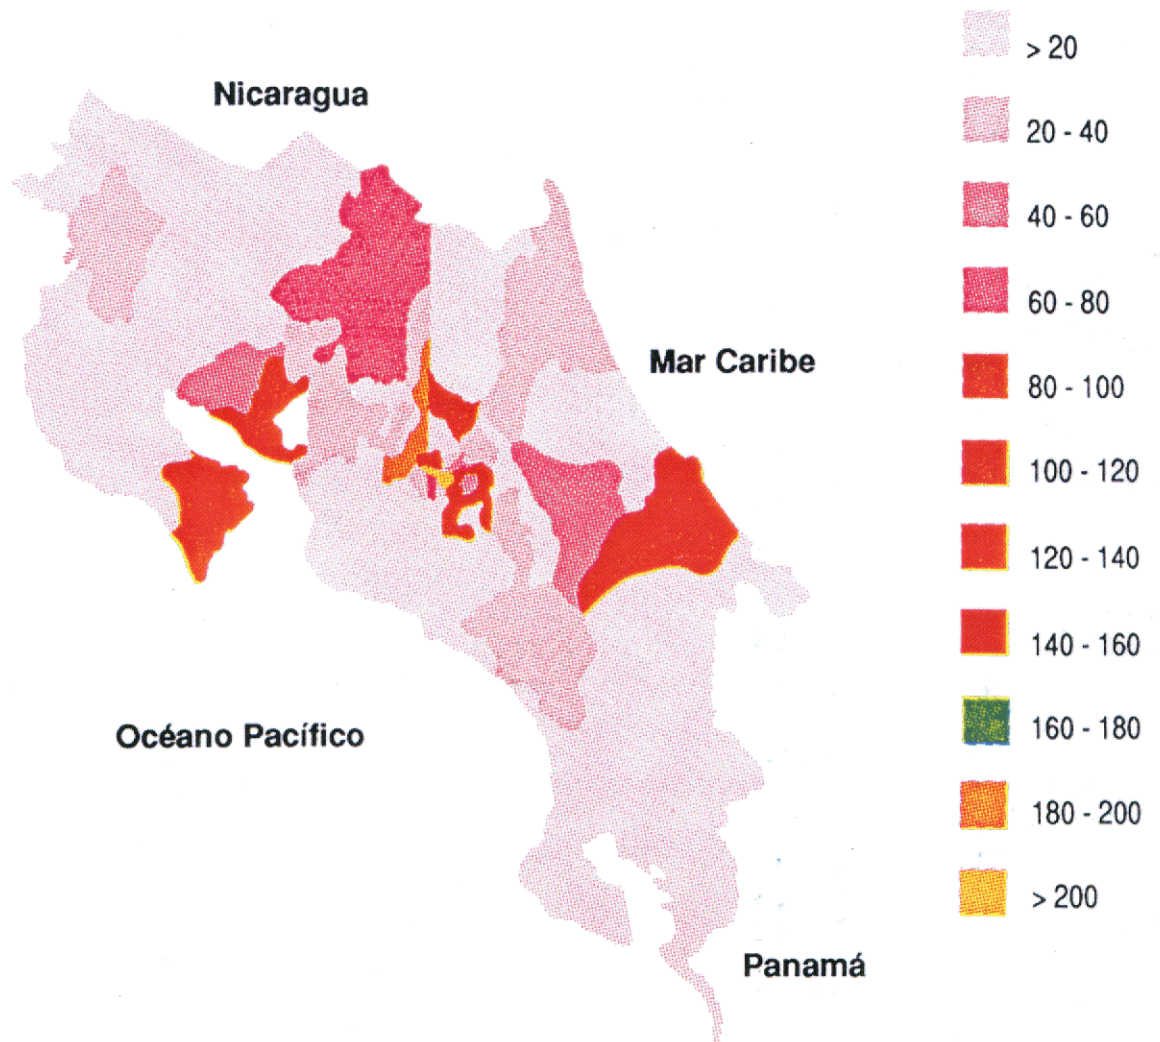 Nicaragua
Mar Caribe
Océano Pacífico
Panamá
> 20
20 - 40
40 - 60
60 - 80
80 - 100
100 - 120
120 - 140
140 - 160
160 - 180
180 - 200
> 200